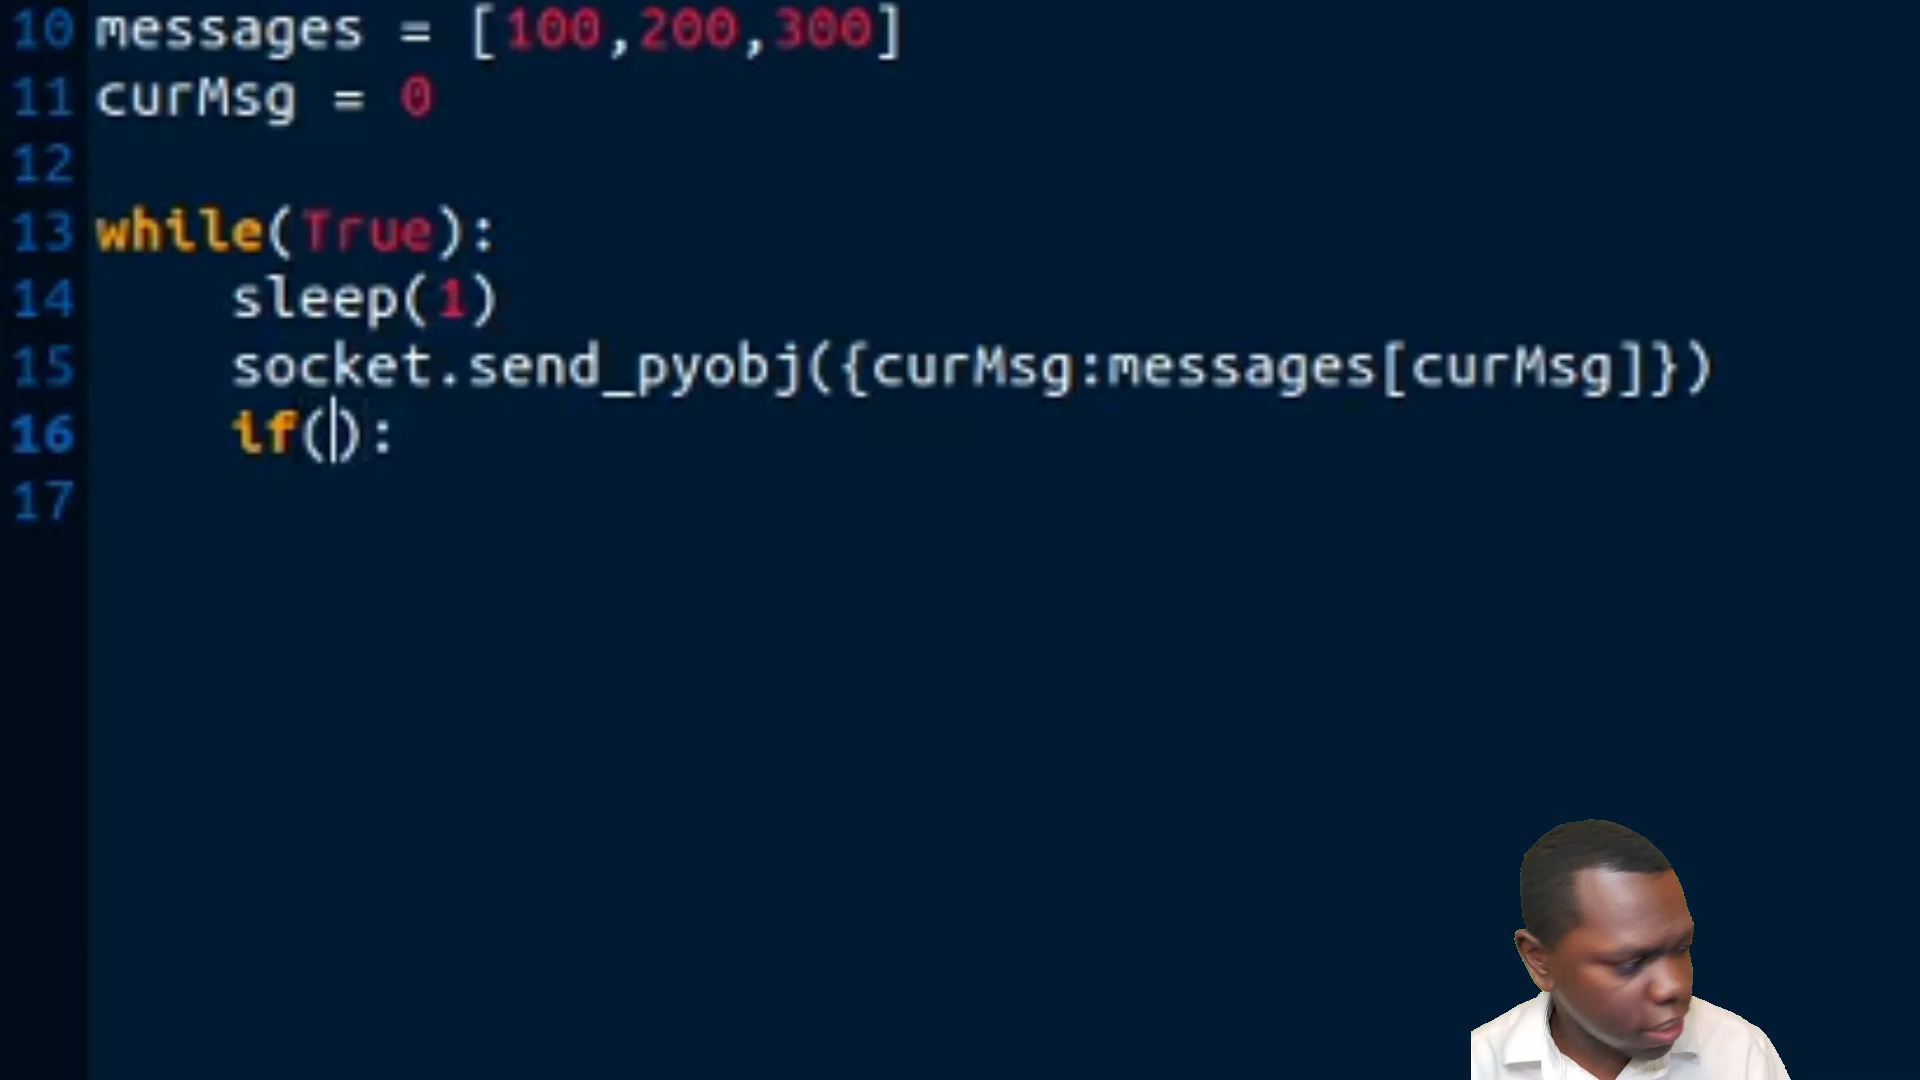 10 messages = [100,200,300]
11 curMsg = 0
12
13 while(True):
14     sleep(1)
15     socket.send_pyobj({curMsg:messages[curMsg]})
16     if():
17